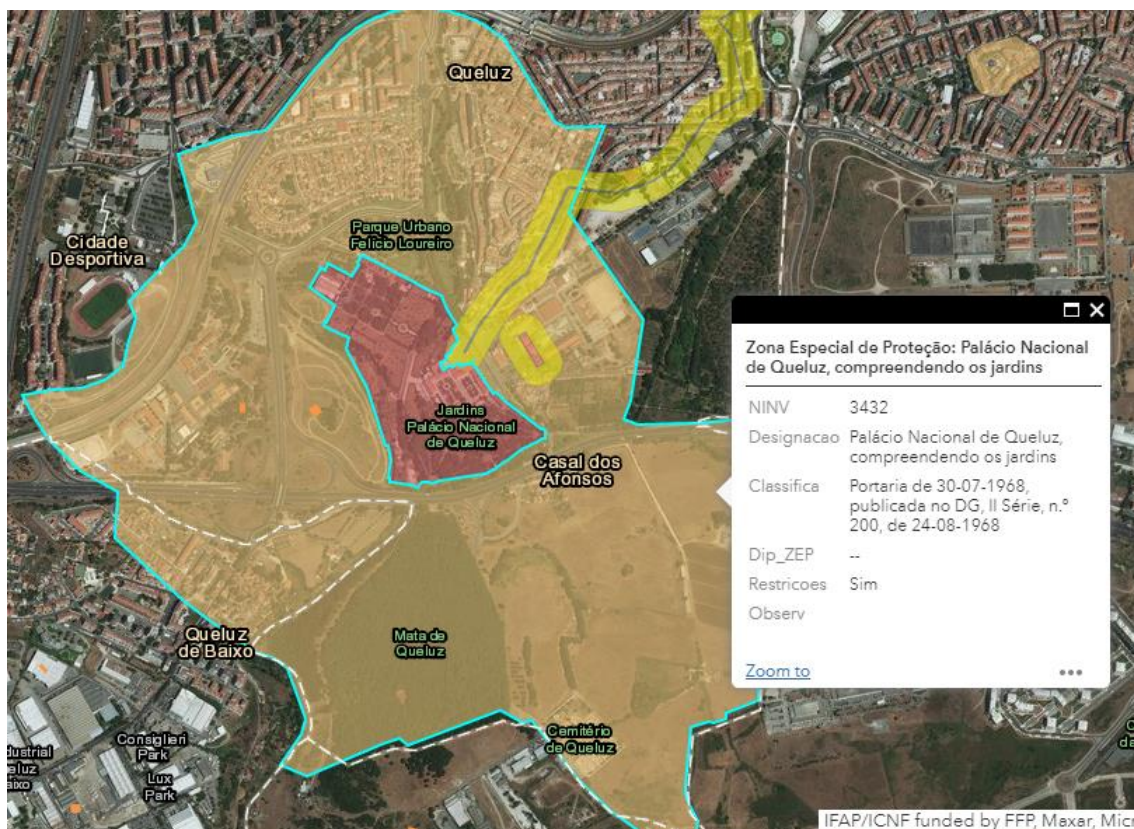 Queluz
Parque Urbano
Felício Loureiro
Cidade
Desportiva
Jardins
Palácio Nacional
de Queluz
Casal dos
Afonsos
Mata de
Queluz
Queluz
de Baixo
Cemitério
de Queluz
Consiglieri
Park
Lux
Park
Zona Especial de Proteção: Palácio Nacional
de Queluz, compreendendo os jardins
NINV 3432
Designacao Palácio Nacional de Queluz,
compreendendo os jardins
Classifica Portaria de 30-07-1968,
publicada no DG, II Série, n.º
200, de 24-08-1968
Dip_ZEP --
Restricoes Sim
Observ
Zoom to
IFAP/ICNF funded by FFP, Maxar, Micr